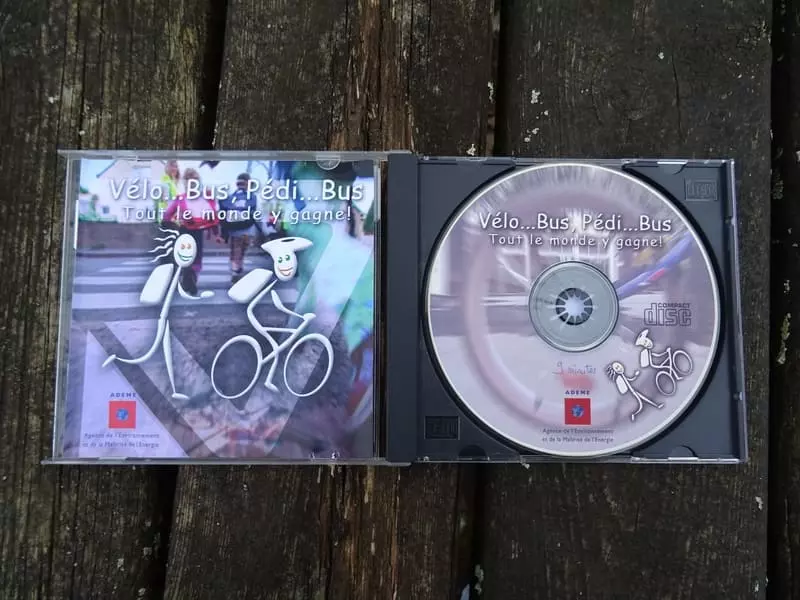 Vélo...Bus, Pédi...Bus
Tout le monde y gagne!
ADEME
Agence de l'Environnement
et de la Maîtrise de l'Energie
Vélo...Bus, Pédi...Bus
Tout le monde y gagne!
COMPACT
disc
9 minutes
ADEME
Agence de l'Environnement
et de la Maîtrise de l'Energie